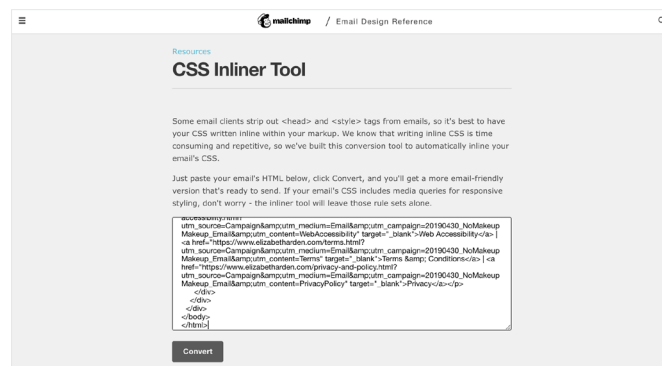 mailchimp / Email Design Reference
Resources
CSS Inliner Tool
Some email clients strip out <head> and <style> tags from emails, so it's best to have
your CSS written inline within your markup. We know that writing inline CSS is time
consuming and repetitive, so we've built this conversion tool to automatically inline your
email's CSS.
Just paste your email's HTML below, click Convert, and you'll get a more email-friendly
version that's ready to send. If your email's CSS includes media queries for responsive
styling, don't worry - the inliner tool will leave those rule sets alone.
accessibility.html?
utm_source=Campaign&amp;utm_medium=Email&amp;utm_campaign=20190430_NoMakeup
Makeup_Email&amp;utm_content=WebAccessibility" target="_blank">Web Accessibility</a> |
<a href="https://www.elizabetharden.com/terms.html?
utm_source=Campaign&amp;utm_medium=Email&amp;utm_campaign=20190430_NoMakeup
Makeup_Email&amp;utm_content=Terms" target="_blank">Terms &amp; Conditions</a> | <a
href="https://www.elizabetharden.com/privacy-and-policy.html?
utm_source=Campaign&amp;utm_medium=Email&amp;utm_campaign=20190430_NoMakeup
Makeup_Email&amp;utm_content=PrivacyPolicy" target="_blank">Privacy</a></p>
</div>
</div>
</div>
</body>
</html>
Convert